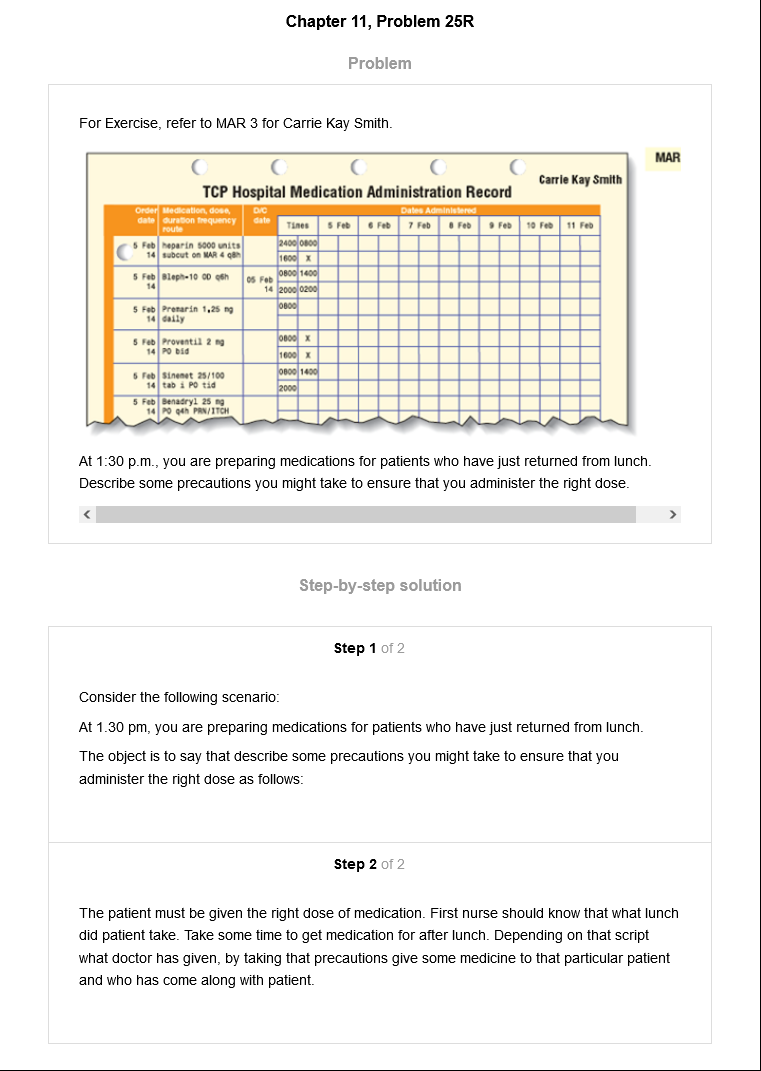 Chapter 11, Problem 25R
Problem
For Exercise, refer to MAR 3 for Carrie Kay Smith.
MAR
Carrie Kay Smith
TCP Hospital Medication Administration Record
Order date
Medication, dose, duration frequency route
D/C date
Dates Administered
Times 5 Feb 6 Feb 7 Feb 8 Feb 9 Feb 10 Feb 11 Feb
5 Feb heparin 5000 units 2400 0800
14 subcut on MAR 4 q8h 1600 X
5 Feb Bleph-10 OD q6h 05 Feb 0800 1400
14 14 2000 0200
5 Feb Premarin 1,25 mg 0800
14 daily
5 Feb Proventil 2 mg 0800 X
14 PO bid 1600 X
5 Feb Sinemet 25/100 0800 1400
14 tab i PO tid 2000
5 Feb Benadryl 25 mg
14 PO q4h PRN/ITCH
At 1:30 p.m., you are preparing medications for patients who have just returned from lunch.
Describe some precautions you might take to ensure that you administer the right dose.
Step-by-step solution
Step 1 of 2
Consider the following scenario:
At 1.30 pm, you are preparing medications for patients who have just returned from lunch.
The object is to say that describe some precautions you might take to ensure that you
administer the right dose as follows:
Step 2 of 2
The patient must be given the right dose of medication. First nurse should know that what lunch
did patient take. Take some time to get medication for after lunch. Depending on that script
what doctor has given, by taking that precautions give some medicine to that particular patient
and who has come along with patient.